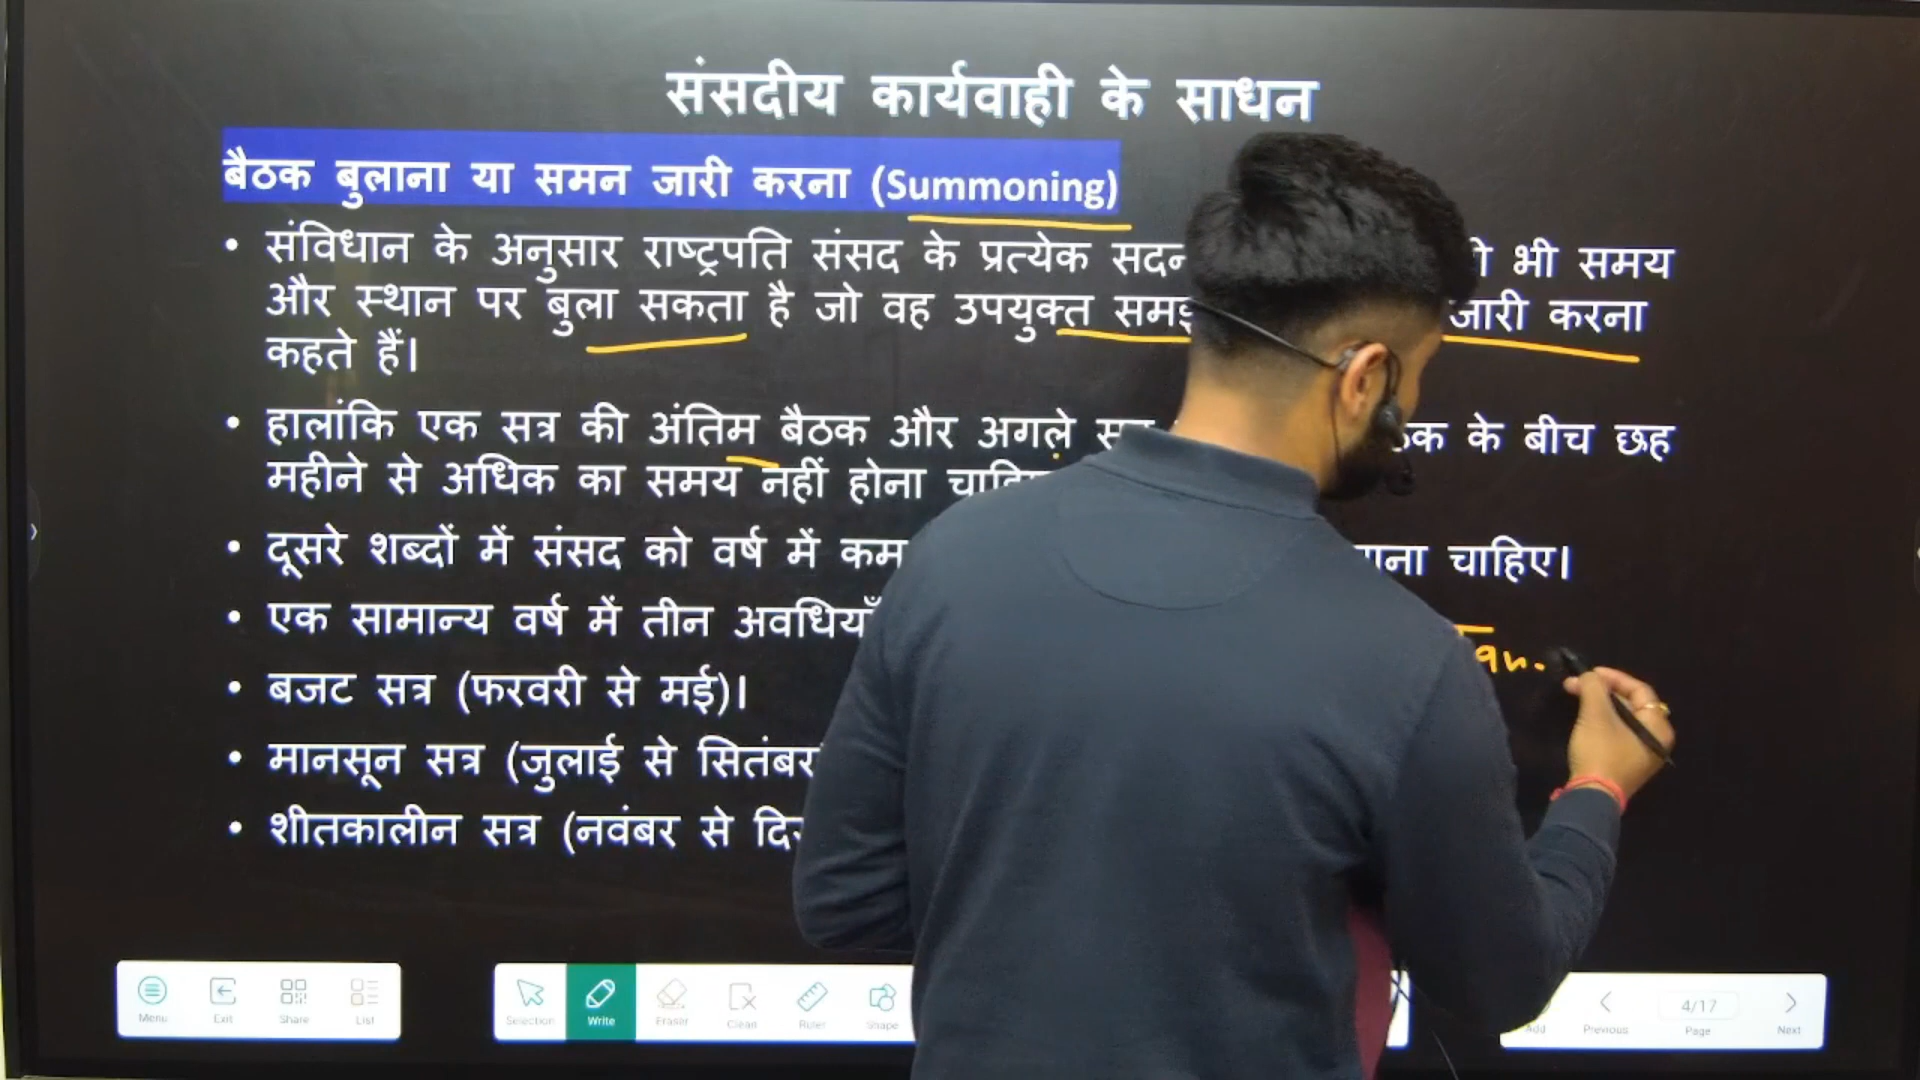 संसदीय कार्यवाही के साधन
बैठक बुलाना या समन जारी करना (Summoning)
• संविधान के अनुसार राष्ट्रपति संसद के प्रत्येक सदन भी समय
और स्थान पर बुला सकता है जो वह उपयुक्त जारी करना
कहते हैं।
• हालांकि एक सत्र की अंतिम बैठक और अगले के बीच छह
महीने से अधिक का समय नहीं होना
• दूसरे शब्दों में संसद को वर्ष में चाहिए।
• एक सामान्य वर्ष में तीन
• बजट सत्र (फरवरी से मई)।
• मानसून सत्र (जुलाई से सितंबर
• शीतकालीन सत्र (नवंबर से
Menu Exit Share List Selection Write Eraser Clean Ruler Shape Add Previous 4/17 Page Next